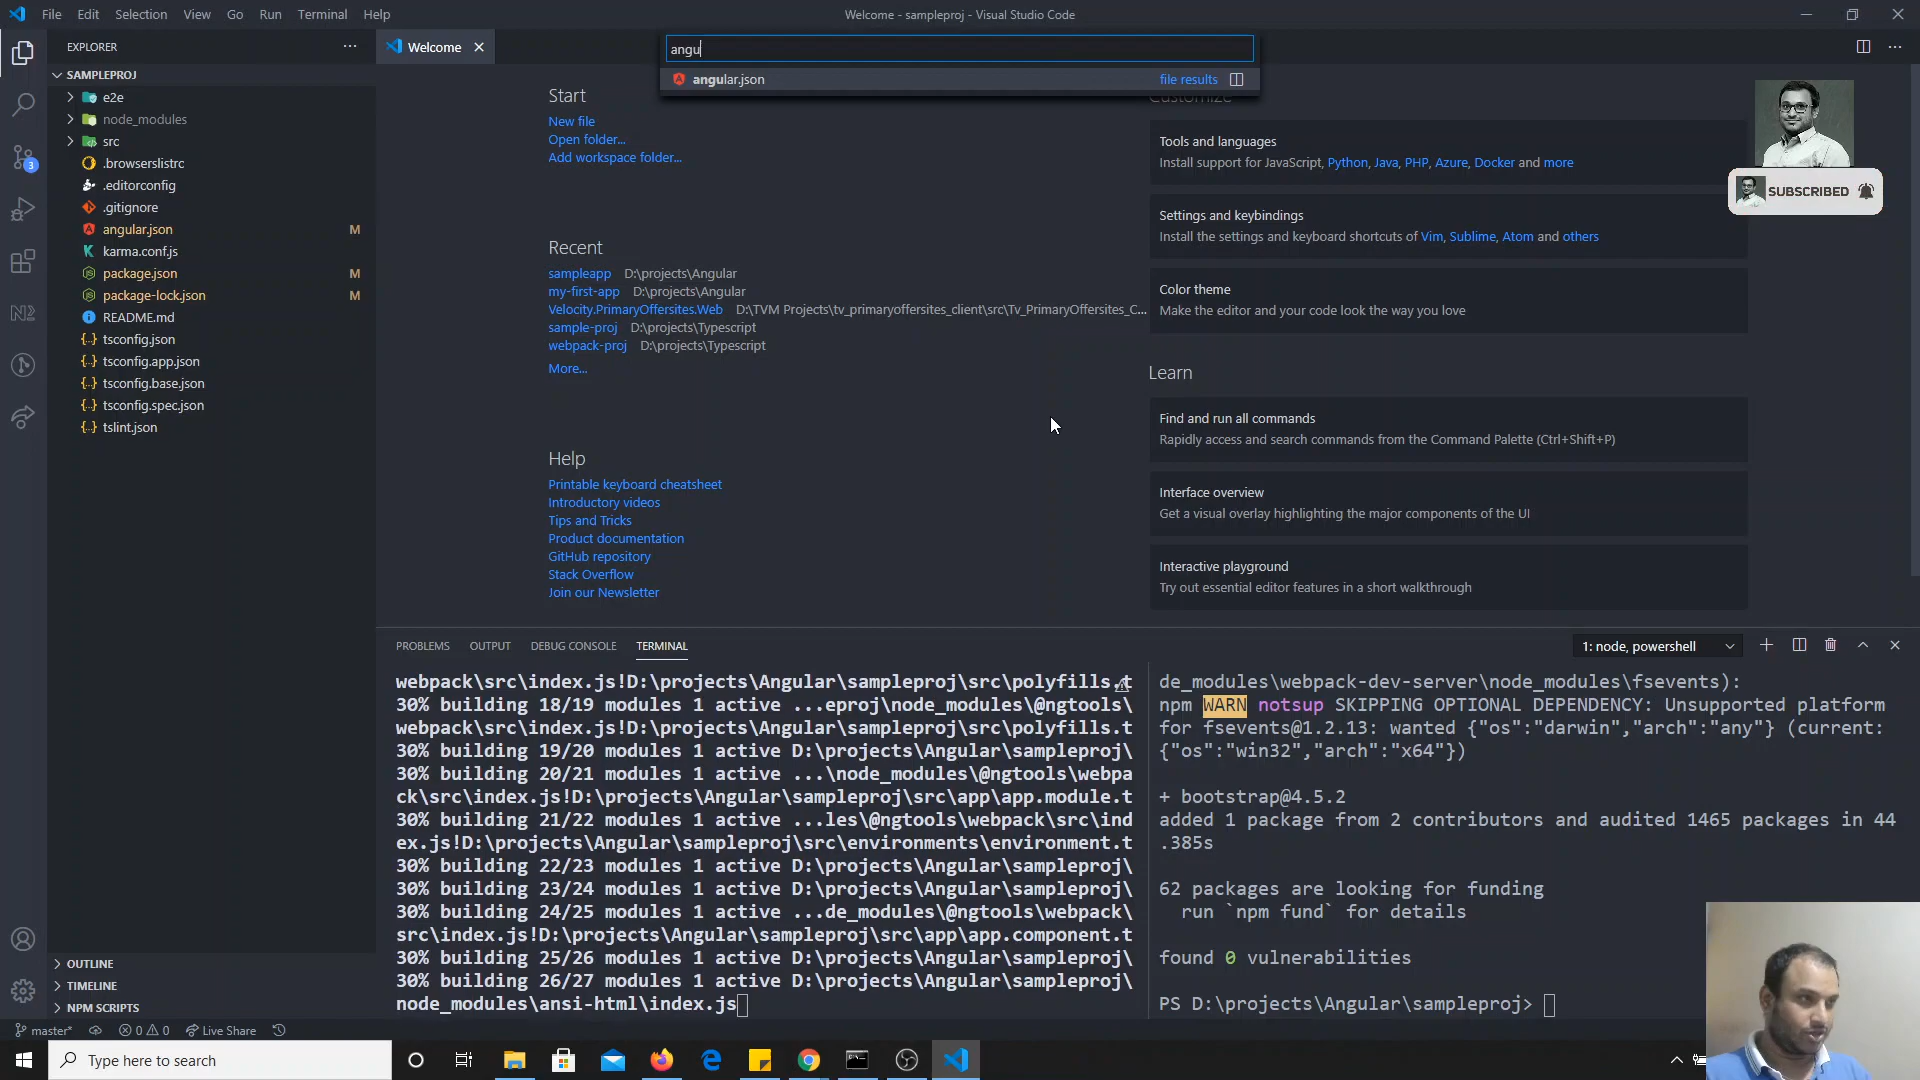 File Edit Selection View Go Run Terminal Help
Welcome - sampleproj - Visual Studio Code
EXPLORER
Welcome
angu
angular.json file results
SAMPLEPROJ
e2e
node_modules
src
.browserslistrc
.editorconfig
.gitignore
angular.json M
karma.conf.js
package.json M
package-lock.json M
README.md
tsconfig.json
tsconfig.app.json
tsconfig.base.json
tsconfig.spec.json
tslint.json
OUTLINE
TIMELINE
NPM SCRIPTS
3
Start
New file
Open folder...
Add workspace folder...
Recent
sampleapp D:\projects\Angular
my-first-app D:\projects\Angular
Velocity.PrimaryOffersites.Web D:\TVM Projects\tv_primaryoffersites_client\src\Tv_PrimaryOffersites_C...
sample-proj D:\projects\Typescript
webpack-proj D:\projects\Typescript
More...
Help
Printable keyboard cheatsheet
Introductory videos
Tips and Tricks
Product documentation
GitHub repository
Stack Overflow
Join our Newsletter
Customize
Tools and languages
Install support for JavaScript, Python, Java, PHP, Azure, Docker and more
Settings and keybindings
Install the settings and keyboard shortcuts of Vim, Sublime, Atom and others
Color theme
Make the editor and your code look the way you love
Learn
Find and run all commands
Rapidly access and search commands from the Command Palette (Ctrl+Shift+P)
Interface overview
Get a visual overlay highlighting the major components of the UI
Interactive playground
Try out essential editor features in a short walkthrough
SUBSCRIBED
PROBLEMS OUTPUT DEBUG CONSOLE TERMINAL
1: node, powershell
webpack\src\index.js!D:\projects\Angular\sampleproj\src\polyfills.t
30% building 18/19 modules 1 active ...eproj\node_modules\@ngtools\
webpack\src\index.js!D:\projects\Angular\sampleproj\src\polyfills.t
30% building 19/20 modules 1 active D:\projects\Angular\sampleproj\
30% building 20/21 modules 1 active ...\node_modules\@ngtools\webpa
ck\src\index.js!D:\projects\Angular\sampleproj\src\app\app.module.t
30% building 21/22 modules 1 active ...les\@ngtools\webpack\src\ind
ex.js!D:\projects\Angular\sampleproj\src\environments\environment.t
30% building 22/23 modules 1 active D:\projects\Angular\sampleproj\
30% building 23/24 modules 1 active D:\projects\Angular\sampleproj\
30% building 24/25 modules 1 active ...de_modules\@ngtools\webpack\
src\index.js!D:\projects\Angular\sampleproj\src\app\app.component.t
30% building 25/26 modules 1 active D:\projects\Angular\sampleproj\
30% building 26/27 modules 1 active D:\projects\Angular\sampleproj\
node_modules\ansi-html\index.js
de_modules\webpack-dev-server\node_modules\fsevents):
npm WARN notsup SKIPPING OPTIONAL DEPENDENCY: Unsupported platform
for fsevents@1.2.13: wanted {"os":"darwin","arch":"any"} (current:
{"os":"win32","arch":"x64"})
+ bootstrap@4.5.2
added 1 package from 2 contributors and audited 1465 packages in 44
.385s
62 packages are looking for funding
run `npm fund` for details
found 0 vulnerabilities
PS D:\projects\Angular\sampleproj>
master* 0 0 Live Share
Type here to search